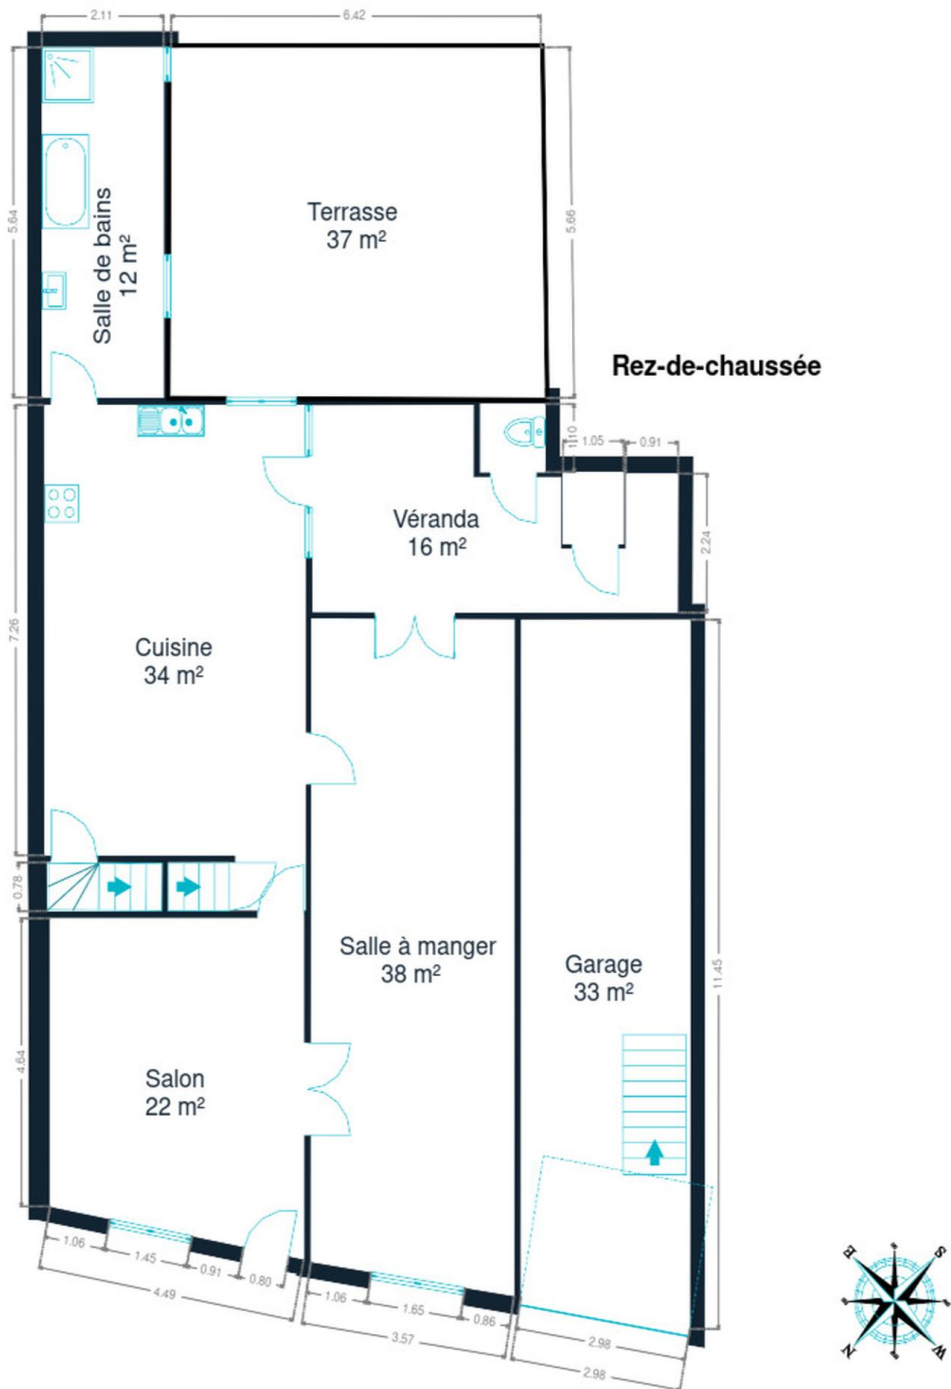 2.11
6.42
5.64
5.66
Salle de bains
12 m²
Terrasse
37 m²
Rez-de-chaussée
1.10
1.05
0.91
2.24
Véranda
16 m²
7.26
Cuisine
34 m²
0.78
11.45
Salle à manger
38 m²
Garage
33 m²
4.64
Salon
22 m²
1.06
1.45
0.91
0.80
4.49
1.06
1.65
0.86
3.57
2.98
2.98
E
S
N
W